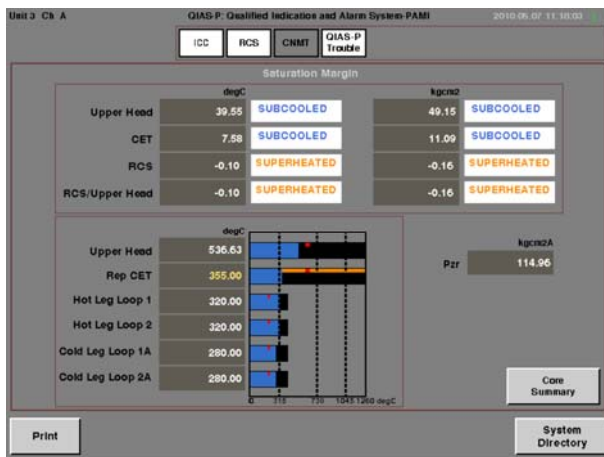 Unit 3 Ch A QIAS-P: Qualified Indication and Alarm System-PAMI 2010.05.07 11:18:03
ICC RCS CNMT QIAS-P Trouble
Saturation Margin
degC kgcm2
Upper Head 39.55 SUBCOOLED 49.15 SUBCOOLED
CET 7.58 SUBCOOLED 11.09 SUBCOOLED
RCS -0.10 SUPERHEATED -0.16 SUPERHEATED
RCS/Upper Head -0.10 SUPERHEATED -0.16 SUPERHEATED
degC
Upper Head 536.63
kgcm2A
Pzr 114.96
Rep CET 355.00
Hot Leg Loop 1 320.00
Hot Leg Loop 2 320.00
Cold Leg Loop 1A 280.00
Cold Leg Loop 2A 280.00
0 315 730 1045 1260 degC
Core Summary
Print
System Directory